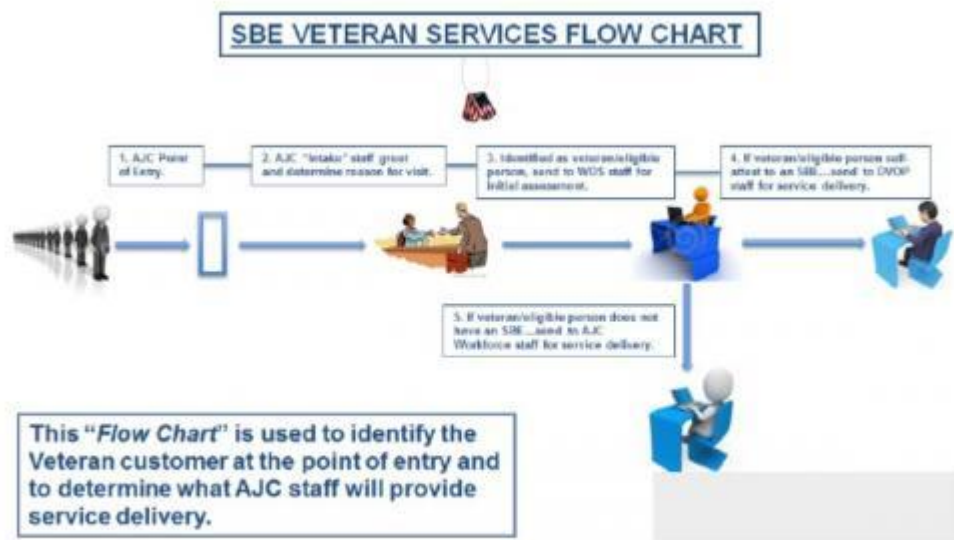 SBE VETERAN SERVICES FLOW CHART
1. AJC Point
of Entry.
2. AJC "Intake" staff greet
and determine reason for visit.
3. Identified as veteran/eligible
person, send to WDS staff for
initial assessment.
4. If veteran/eligible person self-
attest to an SBE...send to DVOP
staff for service delivery.
5. If veteran/eligible person does not
have an SBE...send to AJC
Workforce staff for service delivery.
This "Flow Chart" is used to identify the
Veteran customer at the point of entry and
to determine what AJC staff will provide
service delivery.